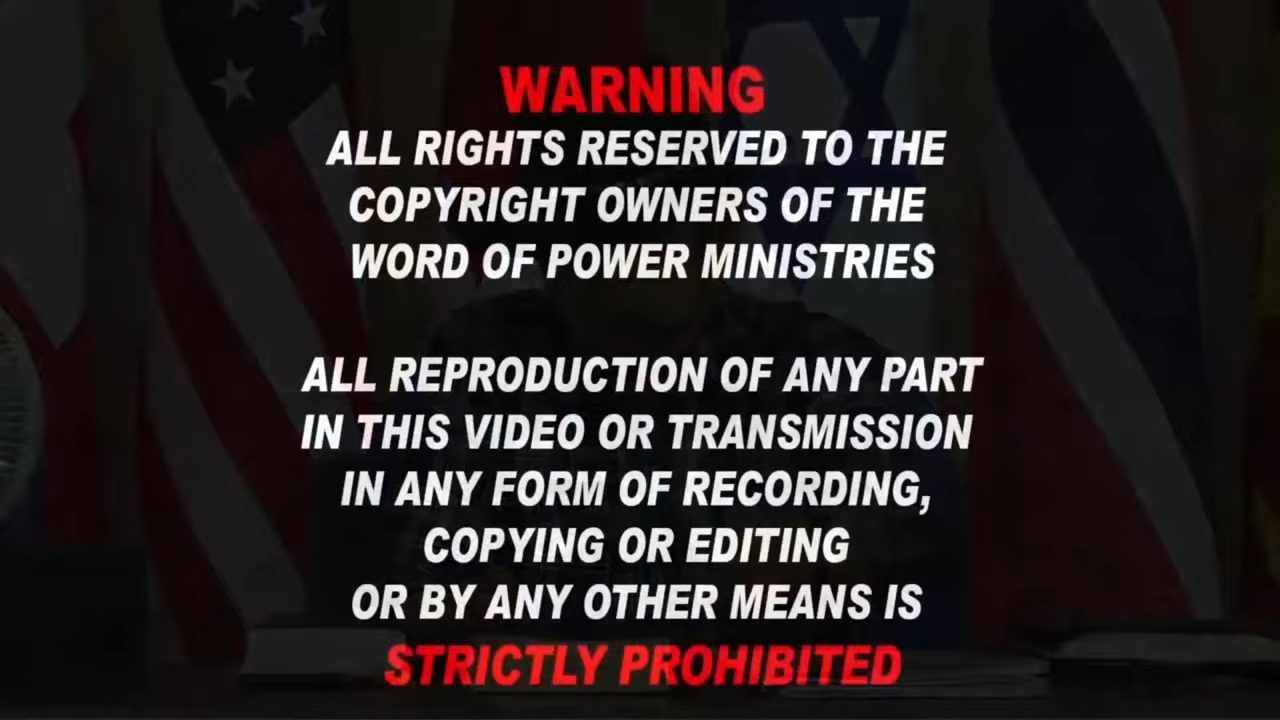 WARNING
ALL RIGHTS RESERVED TO THE
COPYRIGHT OWNERS OF THE
WORD OF POWER MINISTRIES
ALL REPRODUCTION OF ANY PART
IN THIS VIDEO OR TRANSMISSION
IN ANY FORM OF RECORDING,
COPYING OR EDITING
OR BY ANY OTHER MEANS IS
STRICTLY PROHIBITED